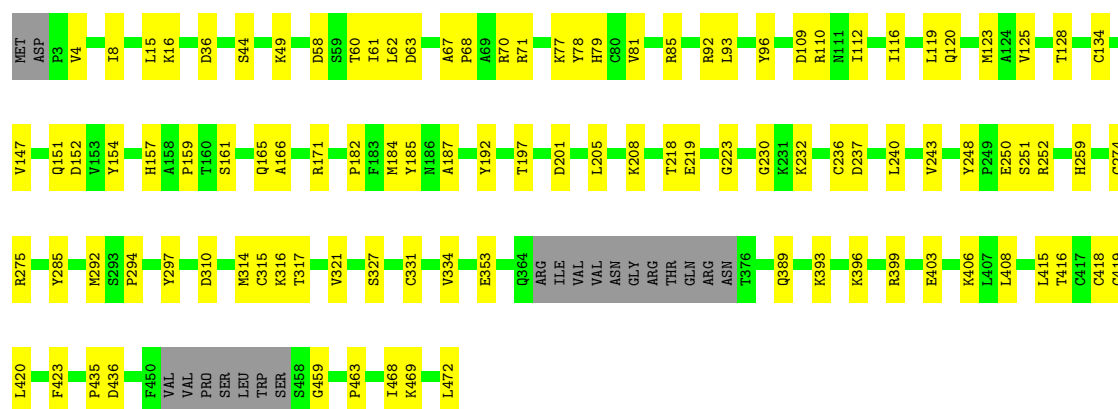 MET ASP P3 V4 I8 L15 K16 D36 S44 K49 D58 S59 T60 I61 L62 D63 A67 P68 A69 R70 R71 K77 Y78 H79 C80 V81 R85 R92 L93 Y96 D109 R110 N111 I112 I116 L119 Q120 M123 A124 V125 T128 C134
V147 Q151 D152 V153 Y154 H157 A158 P159 T160 S161 Q165 A166 R171 P182 F183 M184 Y185 N186 A187 Y192 T197 D201 L205 K208 T218 E219 G223 G230 K231 K232 C236 D237 L240 V243 Y248 P249 E250 S251 R252 H259
R275 Y285 M292 S293 P294 Y297 D310 M314 C315 K316 T317 V321 S327 C331 V334 E353 Q364 ARG ILE VAL VAL ASN GLY ARG THR GLN ARG ASN T376 Q389 K393 K396 R399 E403 K406 L407 L408 L415 T416 C417 C418
L420 F423 P435 D436 F450 VAL VAL PRO SER LEU TRP SER S458 G459 P463 I468 K469 L472